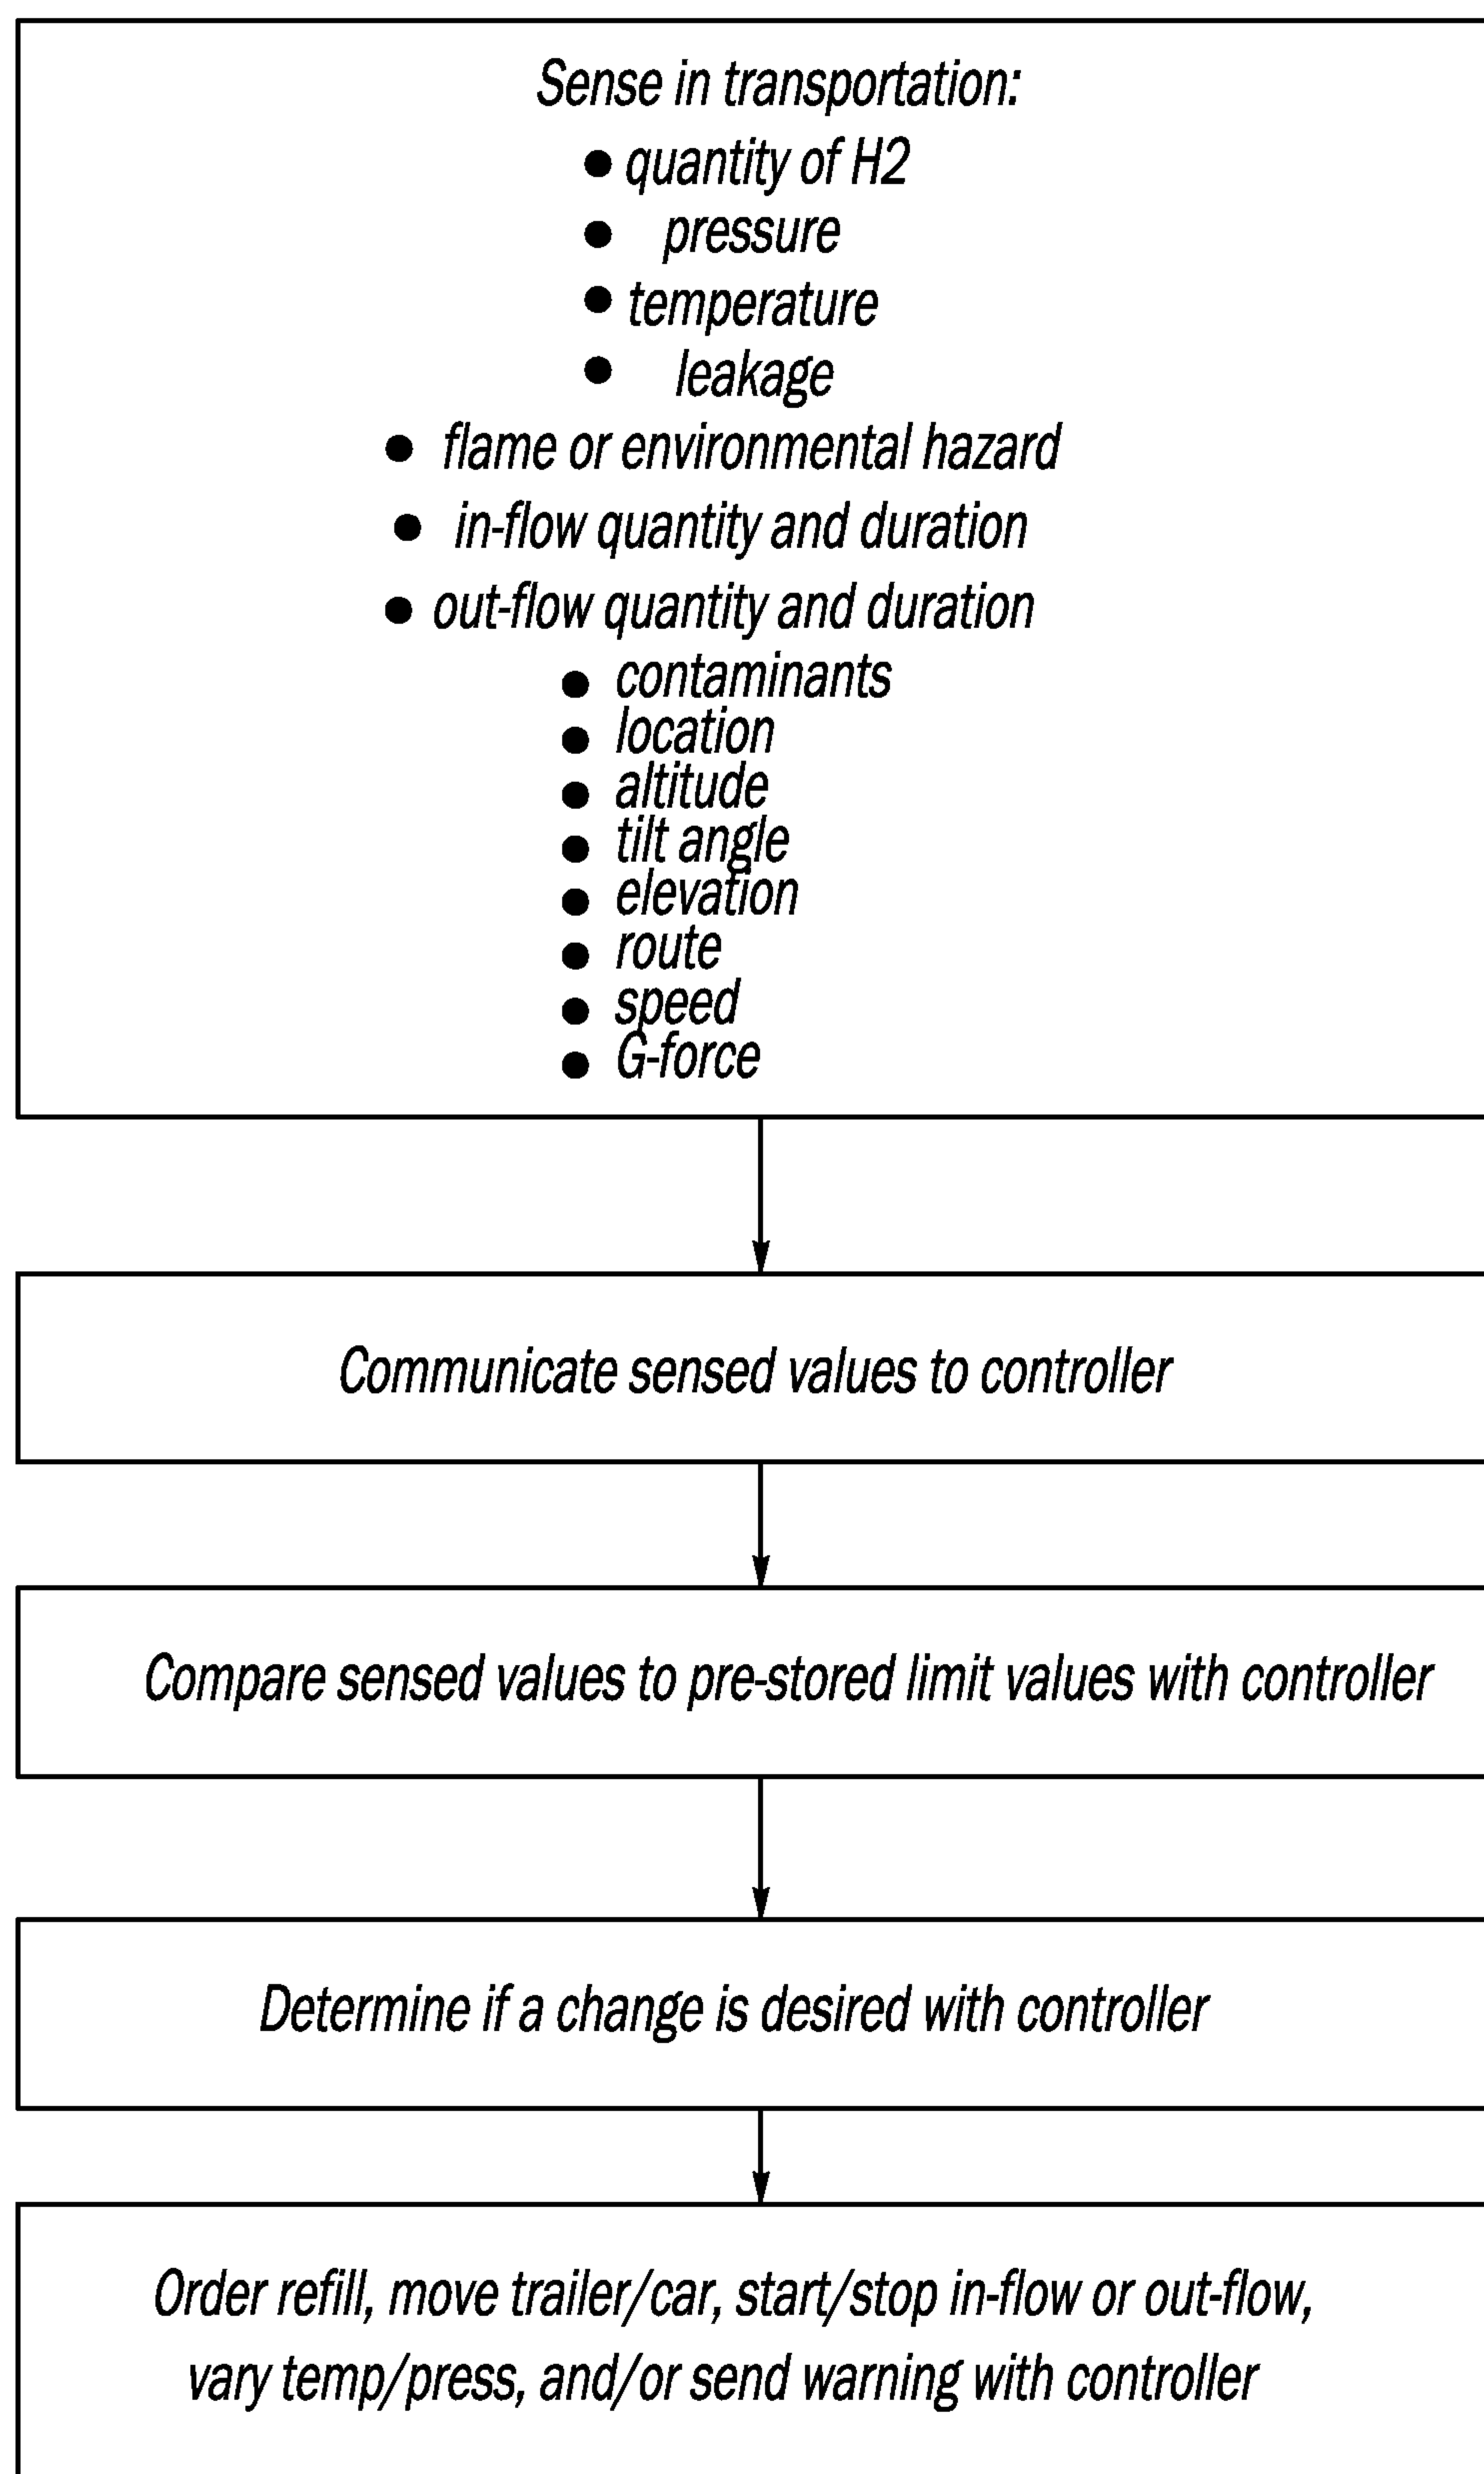 Sense in transportation:
● quantity of H2
● pressure
● temperature
● leakage
● flame or environmental hazard
● in-flow quantity and duration
● out-flow quantity and duration
● contaminants
● location
● altitude
● tilt angle
● elevation
● route
● speed
● G-force
Communicate sensed values to controller
Compare sensed values to pre-stored limit values with controller
Determine if a change is desired with controller
Order refill, move trailer/car, start/stop in-flow or out-flow,
vary temp/press, and/or send warning with controller